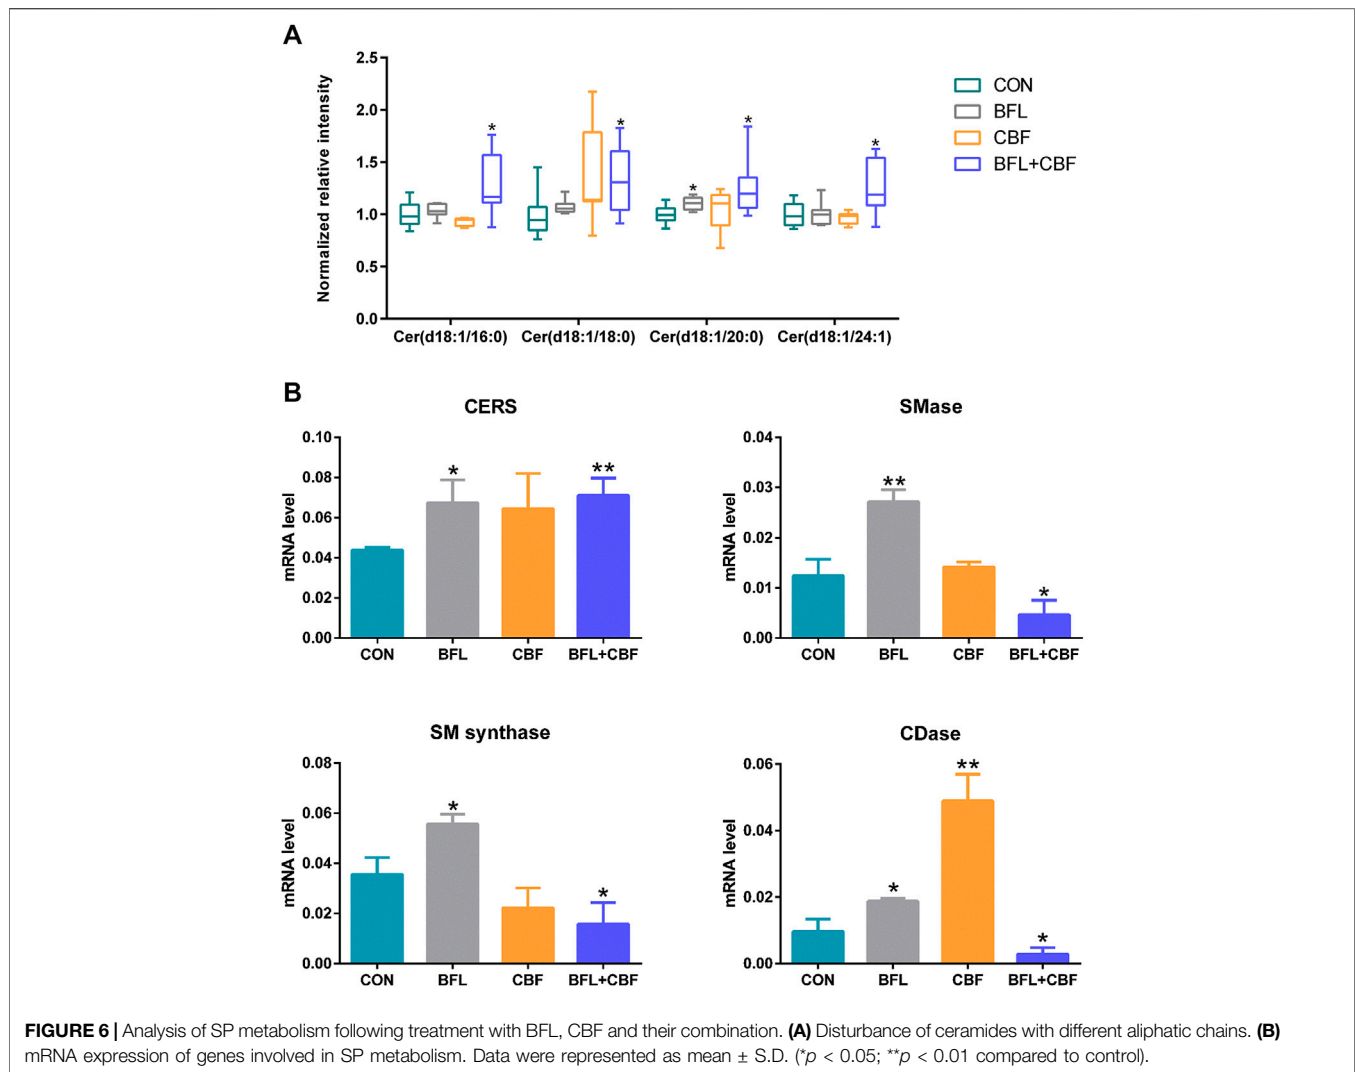 A
Normalized relative intensity
2.5
2.0
1.5
1.0
0.5
0.0
* * * * *
Cer(d18:1/16:0) Cer(d18:1/18:0) Cer(d18:1/20:0) Cer(d18:1/24:1)
CON
BFL
CBF
BFL+CBF
B
CERS
mRNA level
0.10
0.08
0.06
0.04
0.02
0.00
* **
CON BFL CBF BFL+CBF
SMase
mRNA level
0.04
0.03
0.02
0.01
0.00
** *
CON BFL CBF BFL+CBF
SM synthase
mRNA level
0.08
0.06
0.04
0.02
0.00
* *
CON BFL CBF BFL+CBF
CDase
mRNA level
0.06
0.04
0.02
0.00
* ** *
CON BFL CBF BFL+CBF
FIGURE 6 | Analysis of SP metabolism following treatment with BFL, CBF and their combination. (A) Disturbance of ceramides with different aliphatic chains. (B)
mRNA expression of genes involved in SP metabolism. Data were represented as mean ± S.D. (*p < 0.05; **p < 0.01 compared to control).